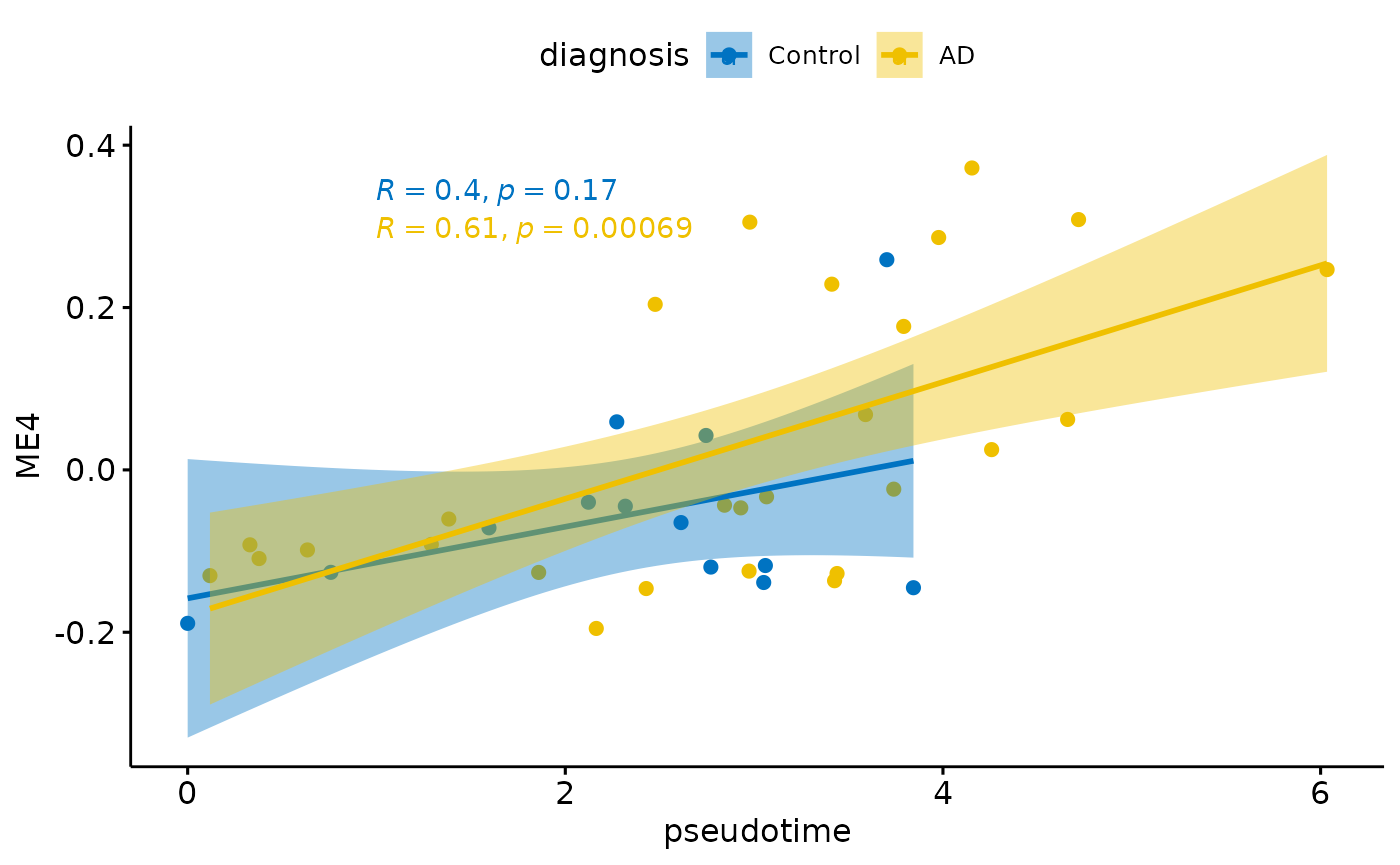 diagnosis Control AD
0.4
R = 0.4, p = 0.17
R = 0.61, p = 0.00069
0.2
ME4
0.0
-0.2
0 2 4 6
pseudotime